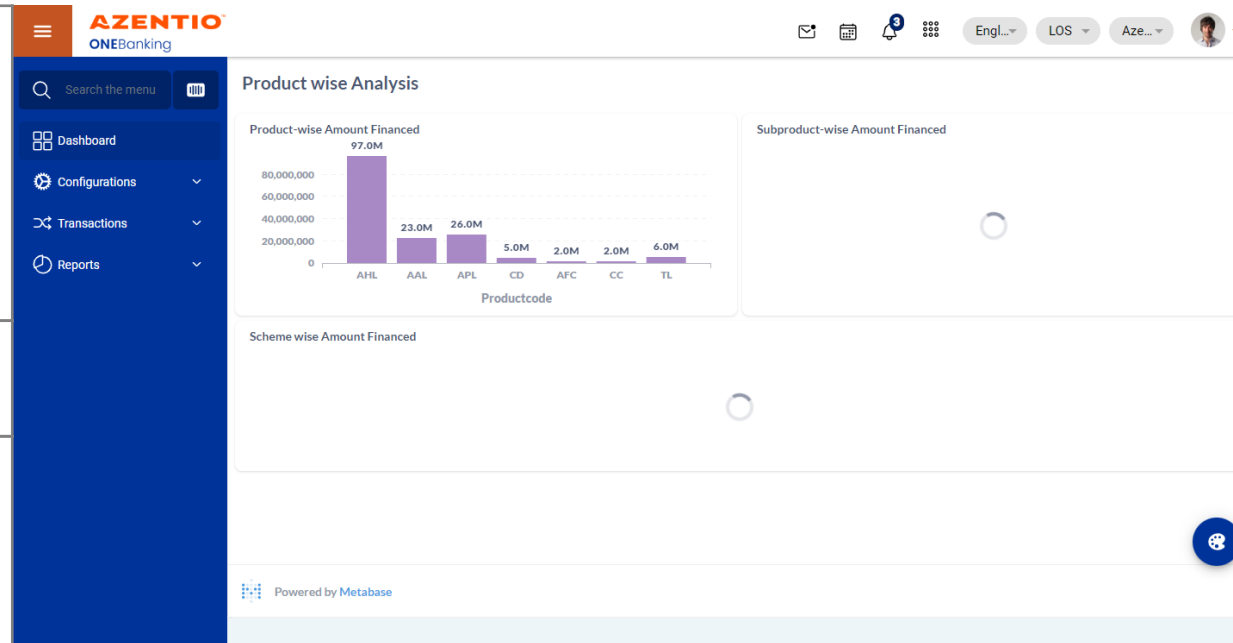 AZENTIO
ONEBanking
3
Engl...
LOS
Aze...
Search the menu
Dashboard
Configurations
Transactions
Reports
Product wise Analysis
Product-wise Amount Financed
97.0M
80,000,000
60,000,000
40,000,000
20,000,000
0
23.0M
26.0M
5.0M
2.0M
2.0M
6.0M
AHL AAL APL CD AFC CC TL
Productcode
Subproduct-wise Amount Financed
Scheme wise Amount Financed
Powered by Metabase